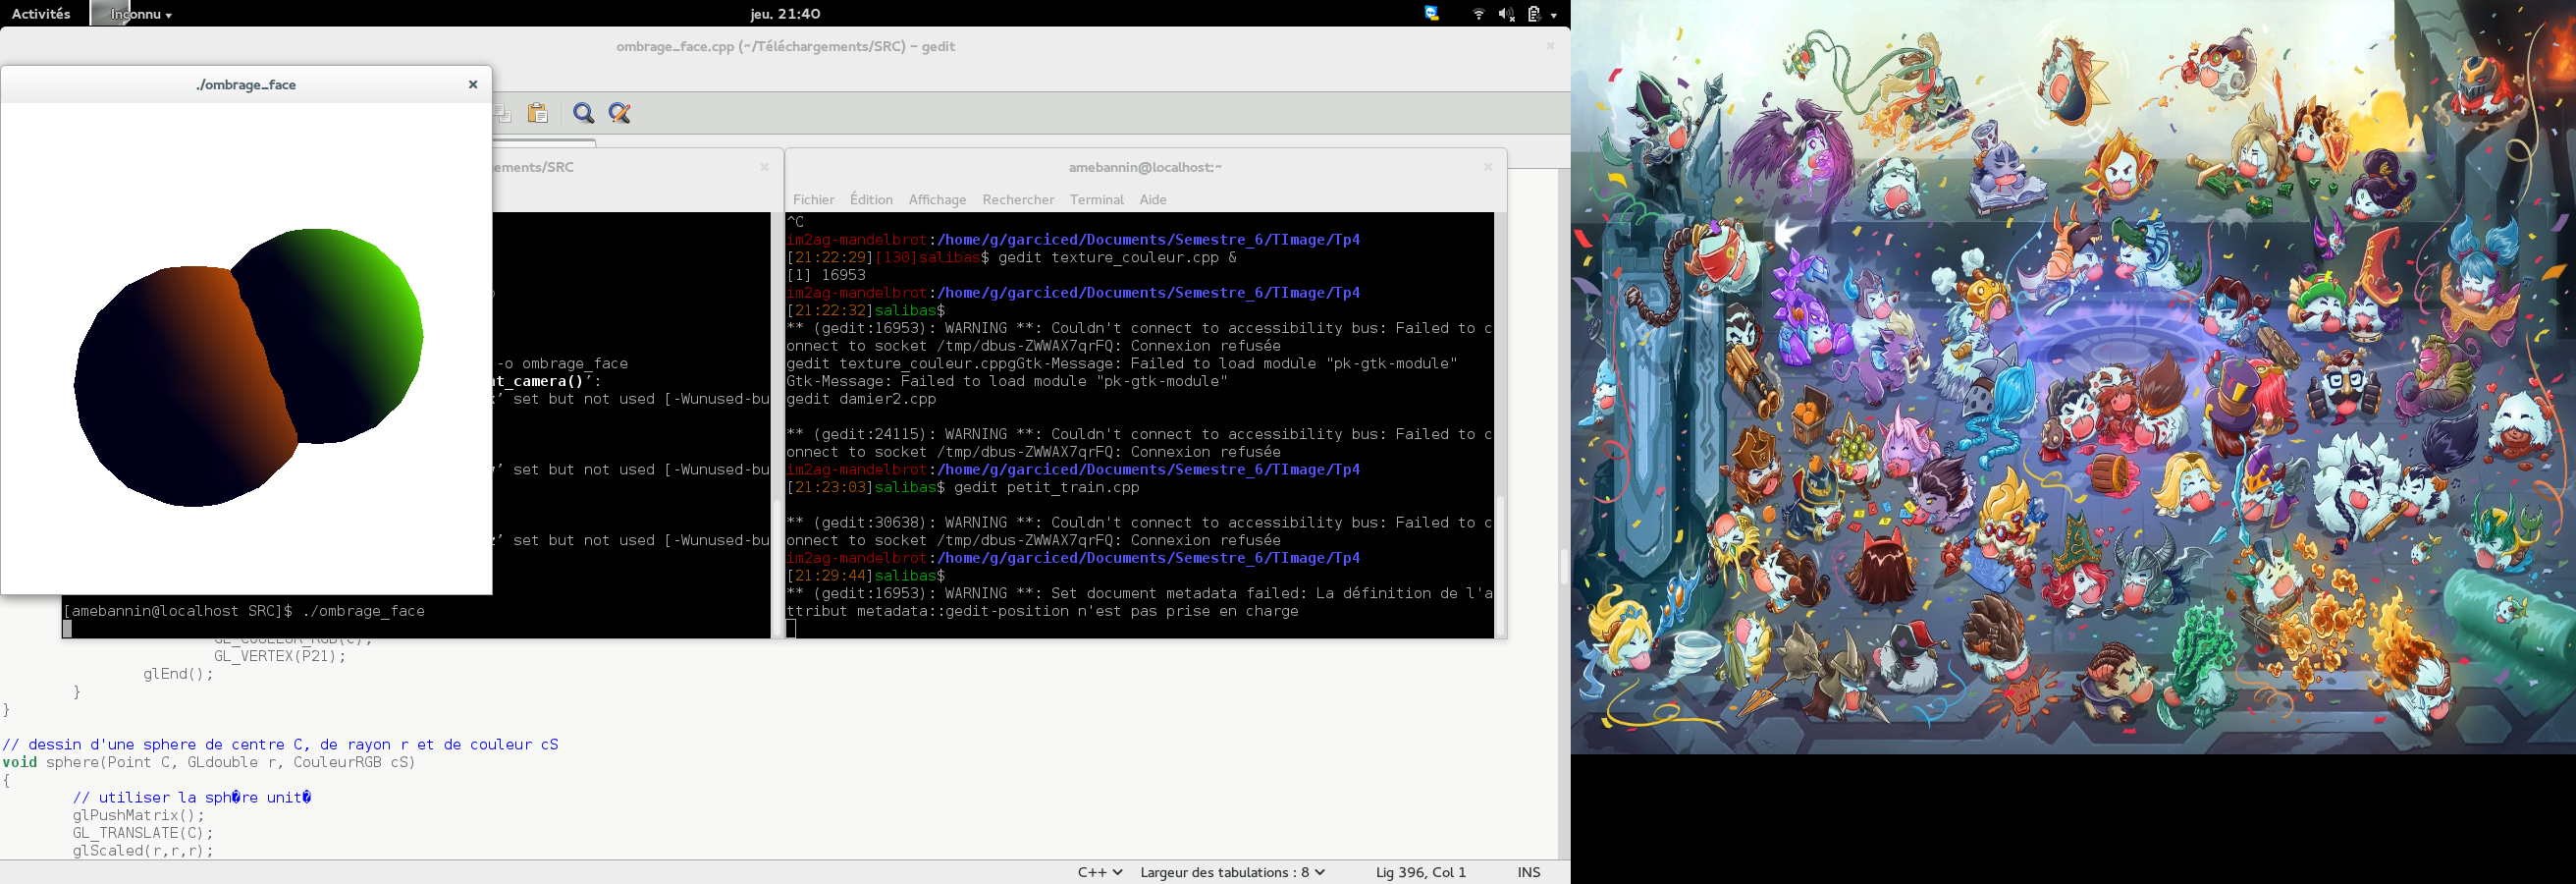 Activités
Inconnu
jeu. 21:40
ombrage_face.cpp (~/Téléchargements/SRC) – gedit
./ombrage_face
ements/SRC
-o ombrage_face
nt_camera()’:
’ set but not used [-Wunused-bu
’ set but not used [-Wunused-bu
’ set but not used [-Wunused-bu
[amebannin@localhost SRC]$ ./ombrage_face
amebannin@localhost:~
Fichier Édition Affichage Rechercher Terminal Aide
^C
im2ag-mandelbrot:/home/g/garciced/Documents/Semestre_6/TImage/Tp4
[21:22:29][130]salibas$ gedit texture_couleur.cpp &
[1] 16953
im2ag-mandelbrot:/home/g/garciced/Documents/Semestre_6/TImage/Tp4
[21:22:32]salibas$
** (gedit:16953): WARNING **: Couldn't connect to accessibility bus: Failed to c
onnect to socket /tmp/dbus-ZWWAX7qrFQ: Connexion refusée
gedit texture_couleur.cppgGtk-Message: Failed to load module "pk-gtk-module"
Gtk-Message: Failed to load module "pk-gtk-module"
gedit damier2.cpp
** (gedit:24115): WARNING **: Couldn't connect to accessibility bus: Failed to c
onnect to socket /tmp/dbus-ZWWAX7qrFQ: Connexion refusée
im2ag-mandelbrot:/home/g/garciced/Documents/Semestre_6/TImage/Tp4
[21:23:03]salibas$ gedit petit_train.cpp
** (gedit:30638): WARNING **: Couldn't connect to accessibility bus: Failed to c
onnect to socket /tmp/dbus-ZWWAX7qrFQ: Connexion refusée
im2ag-mandelbrot:/home/g/garciced/Documents/Semestre_6/TImage/Tp4
[21:29:44]salibas$
** (gedit:16953): WARNING **: Set document metadata failed: La définition de l'a
ttribut metadata::gedit-position n'est pas prise en charge
GL_COULEUR_RGB(C);
GL_VERTEX(P21);
glEnd();
}
}
// dessin d'une sphere de centre C, de rayon r et de couleur cS
void sphere(Point C, GLdouble r, CouleurRGB cS)
{
// utiliser la sph�re unit�
glPushMatrix();
GL_TRANSLATE(C);
glScaled(r,r,r);
C++ Largeur des tabulations : 8 Lig 396, Col 1 INS